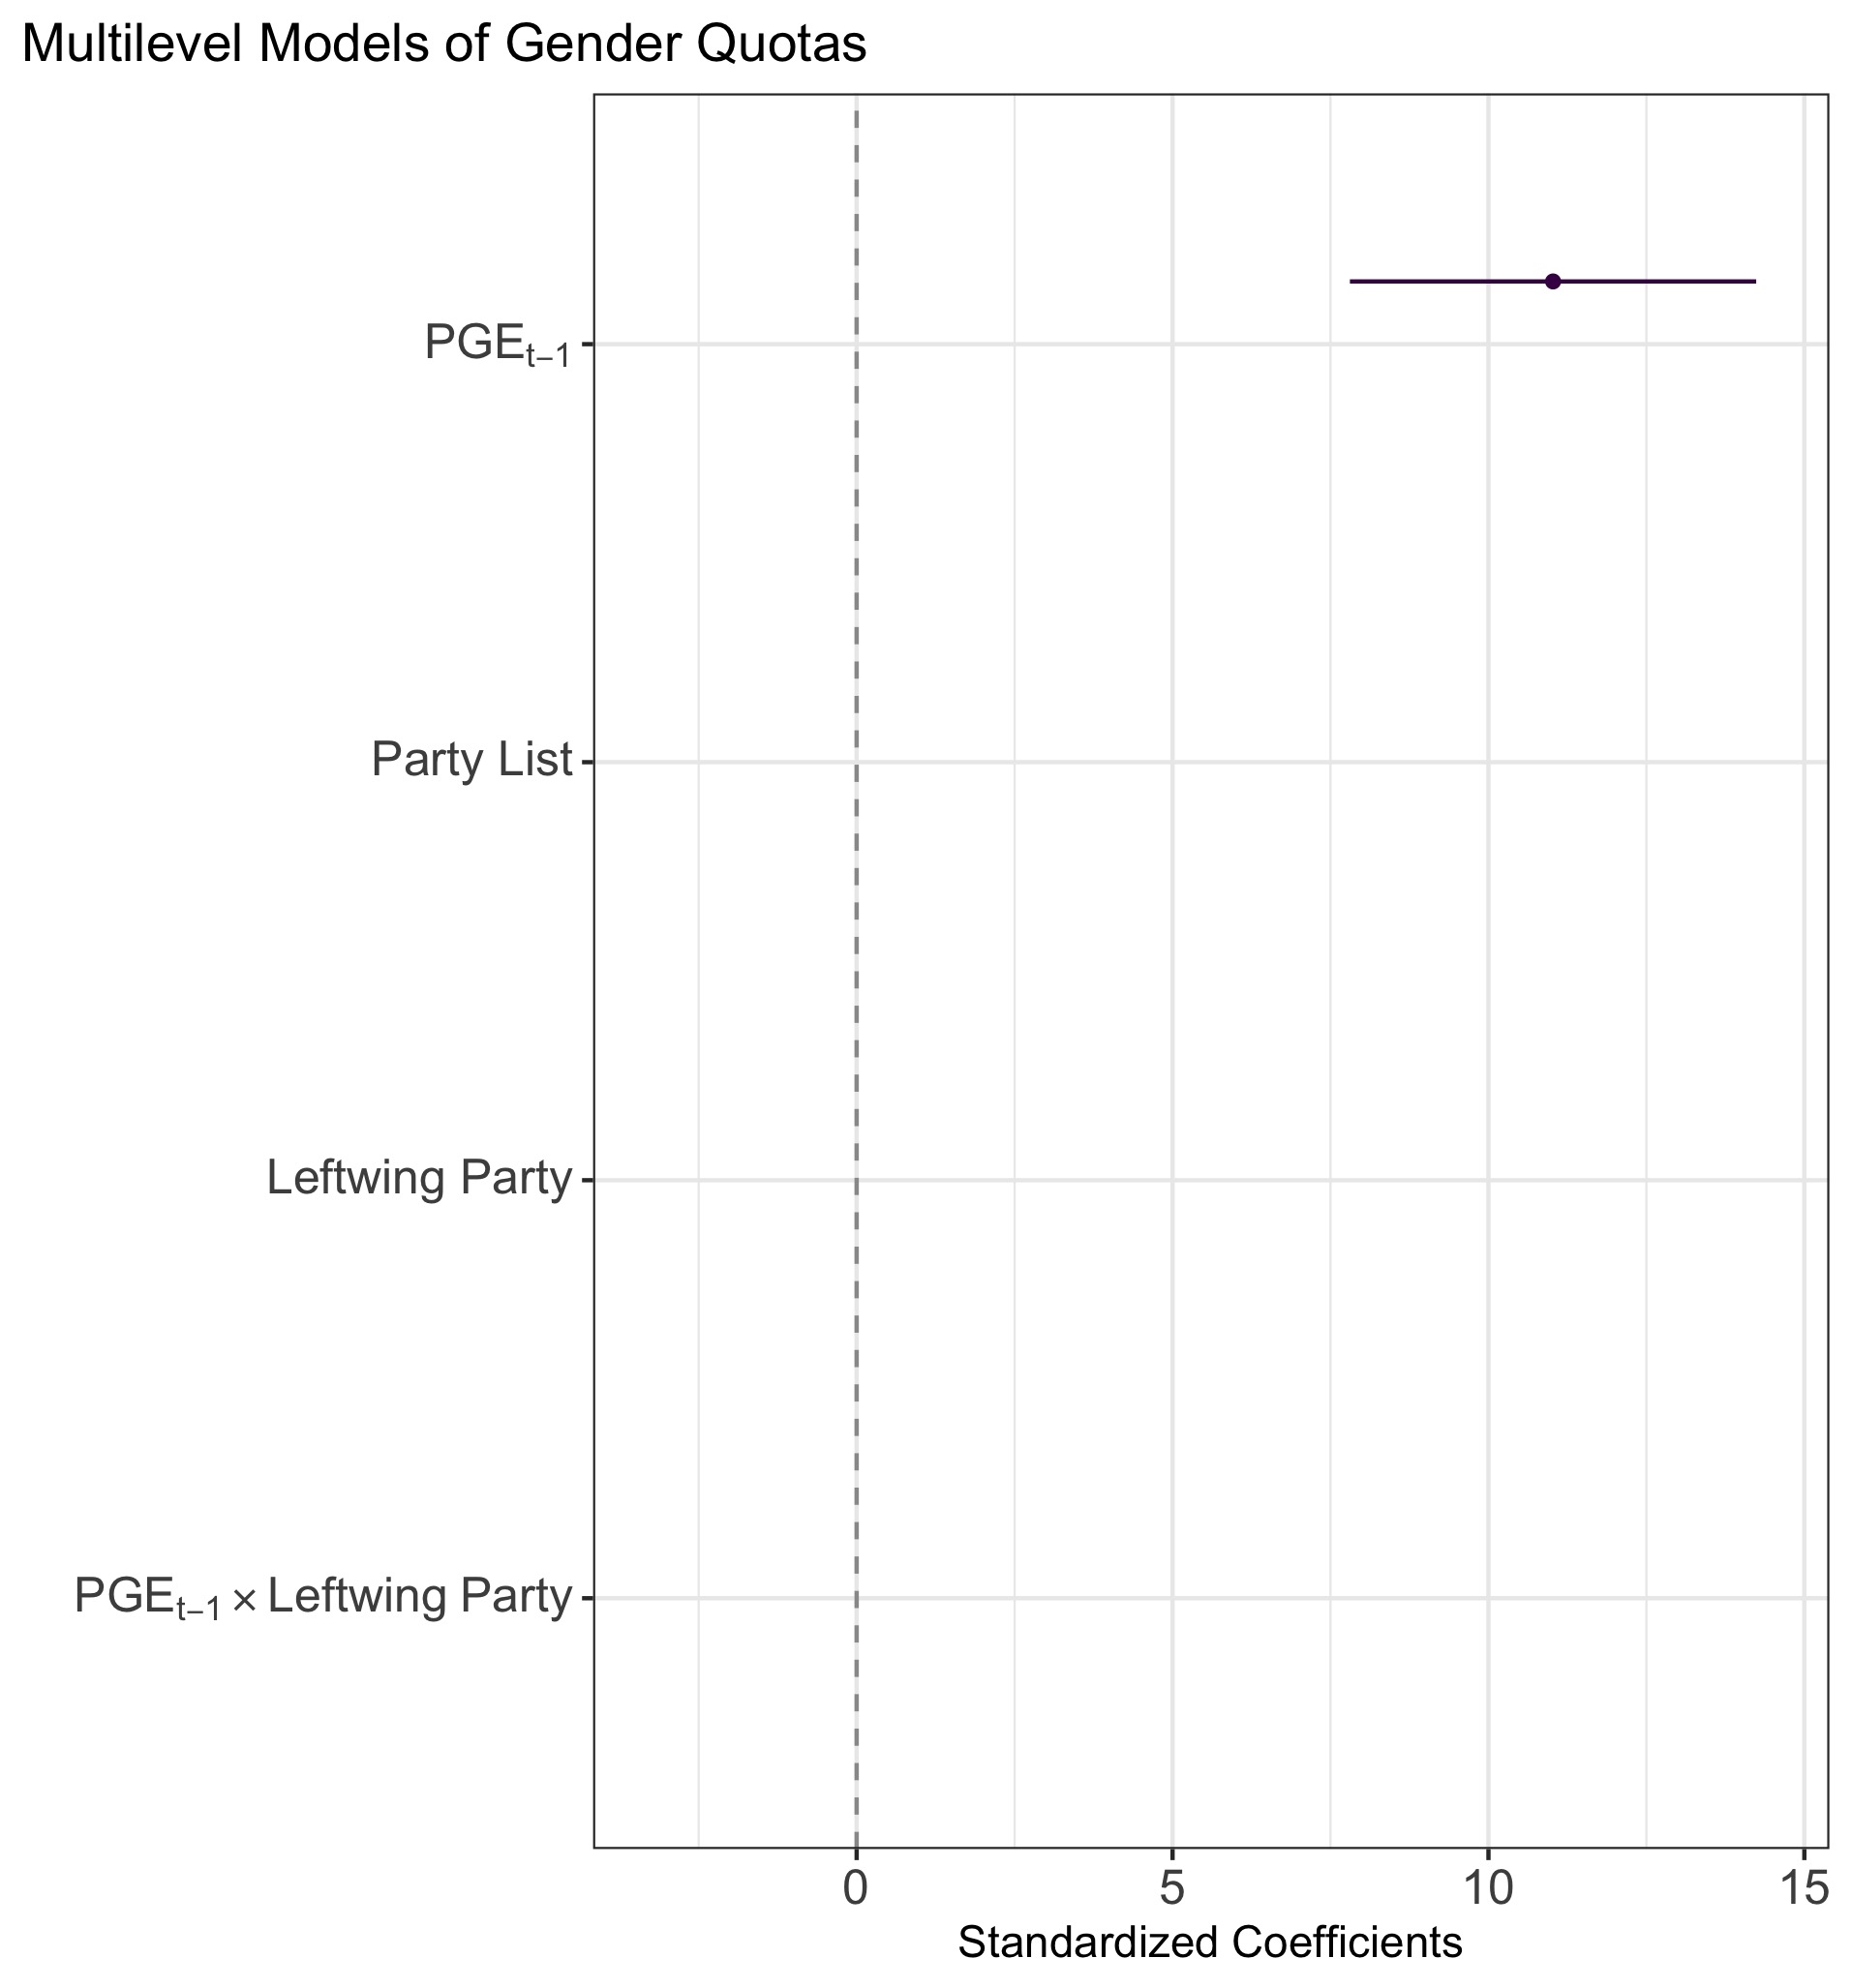 Multilevel Models of Gender Quotas
PGEt−1
Party List
Leftwing Party
PGEt−1 × Leftwing Party
0 5 10 15
Standardized Coefficients